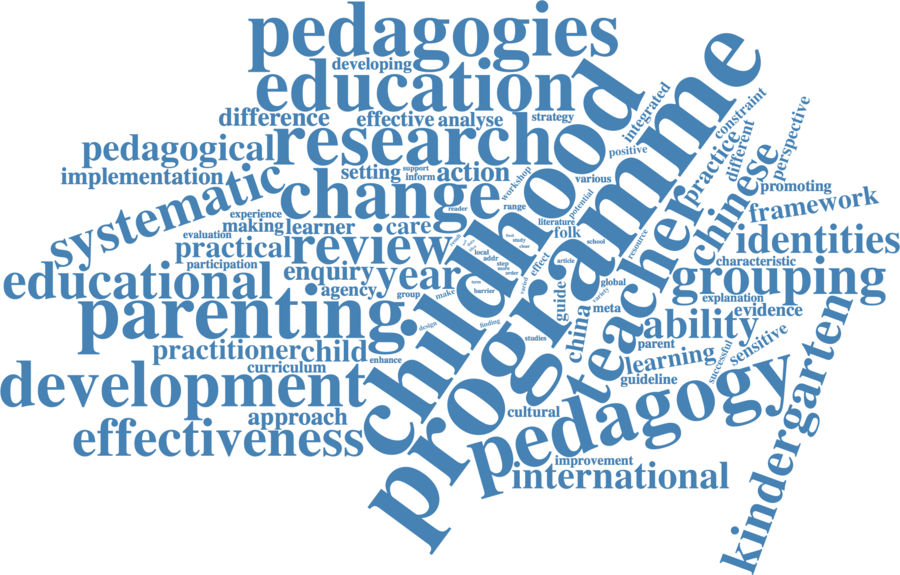 pedagogies
developing
education
difference
effective
analyse
strategy
research
pedagogical
implementation
setting
support
inform
action
systematic
change
childhood
programme
integrated
constraint
positive
practice
different
perspective
workshop
various
potential
chinese
promoting
framework
experience
evaluation
making
learner
care
reader
range
literature
folk
practical
review
participation
educational
enquiry
year
agency
group
make
local
addr
step
more
order
study
clear
school
article
effect
resource
teacher
identities
characteristic
grouping
barrier
varied
guide
global
variety
explanation
evidence
parenting
design
finding
studies
china
meta
ability
parent
sensitive
successful
learning
guideline
practitioner
child
enhance
curriculum
development
approach
effectiveness
cultural
pedagogy
improvement
international
kindergarten